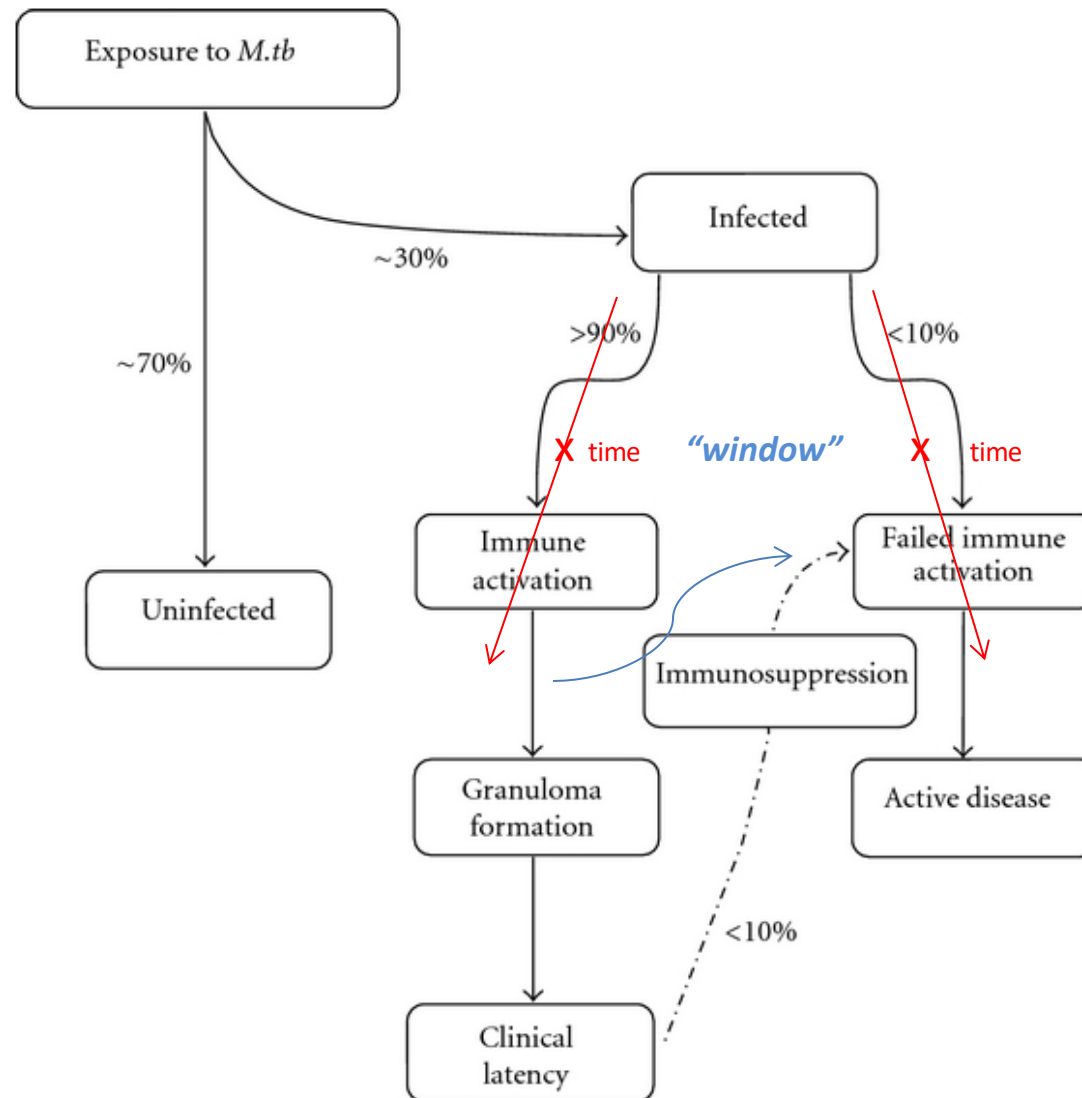 Exposure to M.tb
Infected
~30%
~70%
>90%
<10%
X time
“window”
X time
Immune
activation
Failed immune
activation
Uninfected
Immunosuppression
Granuloma
formation
Active disease
<10%
Clinical
latency